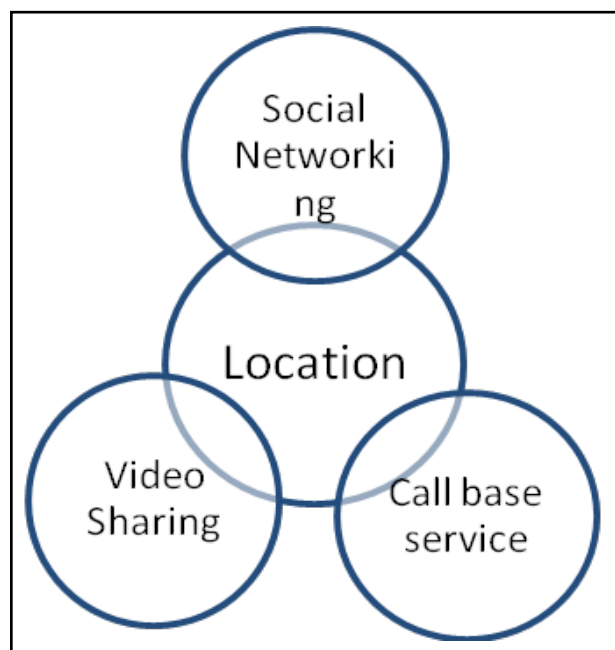 Social
Networki
ng
Location
Video
Sharing
Call base
service